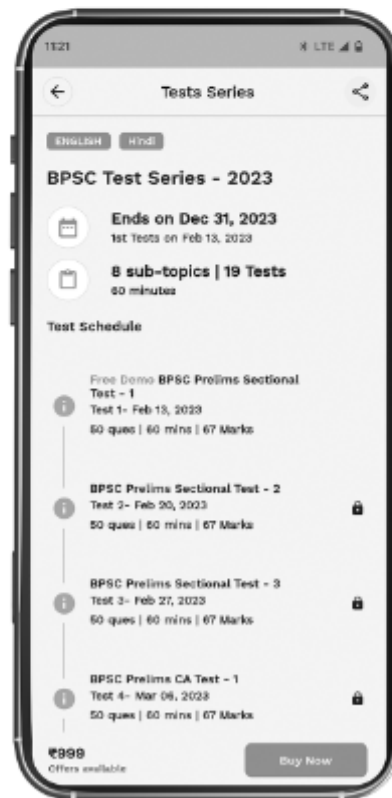 11:21
LTE
Tests Series
ENGLISH Hindi
BPSC Test Series - 2023
Ends on Dec 31, 2023
1st Tests on Feb 13, 2023
8 sub-topics | 19 Tests
60 minutes
Test Schedule
Free Demo BPSC Prelims Sectional
Test - 1
Test 1- Feb 13, 2023
50 ques | 60 mins | 67 Marks
BPSC Prelims Sectional Test - 2
Test 2- Feb 20, 2023
50 ques | 60 mins | 67 Marks
BPSC Prelims Sectional Test - 3
Test 3- Feb 27, 2023
50 ques | 60 mins | 67 Marks
BPSC Prelims CA Test - 1
Test 4- Mar 06, 2023
50 ques | 60 mins | 67 Marks
₹999
Offers available
Buy Now